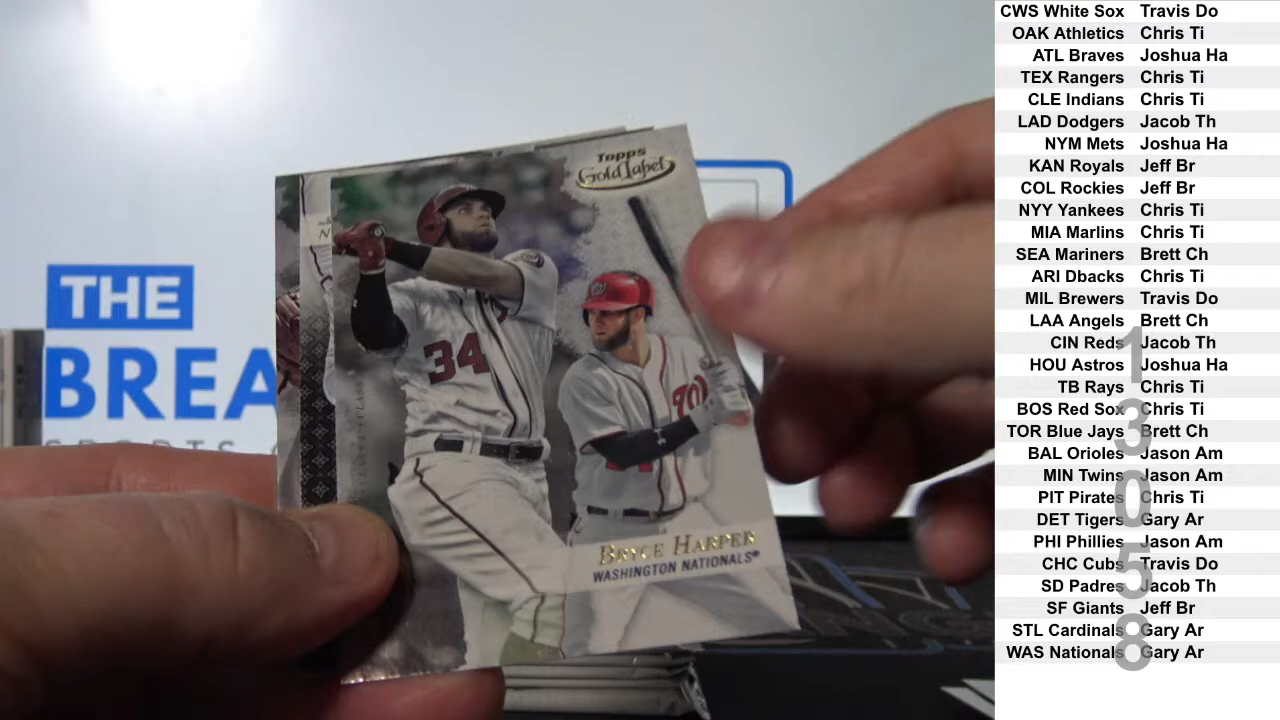 THE
BREA
Topps
Gold Label
34
BRYCE HARPER
WASHINGTON NATIONALS®
CWS White Sox Travis Do
OAK Athletics Chris Ti
ATL Braves Joshua Ha
TEX Rangers Chris Ti
CLE Indians Chris Ti
LAD Dodgers Jacob Th
NYM Mets Joshua Ha
KAN Royals Jeff Br
COL Rockies Jeff Br
NYY Yankees Chris Ti
MIA Marlins Chris Ti
SEA Mariners Brett Ch
ARI Dbacks Chris Ti
MIL Brewers Travis Do
LAA Angels Brett Ch
CIN Reds Jacob Th
HOU Astros Joshua Ha
TB Rays Chris Ti
BOS Red Sox Chris Ti
TOR Blue Jays Brett Ch
BAL Orioles Jason Am
MIN Twins Jason Am
PIT Pirates Chris Ti
DET Tigers Gary Ar
PHI Phillies Jason Am
CHC Cubs Travis Do
SD Padres Jacob Th
SF Giants Jeff Br
STL Cardinals Gary Ar
WAS Nationals Gary Ar
1
3
0
5
8